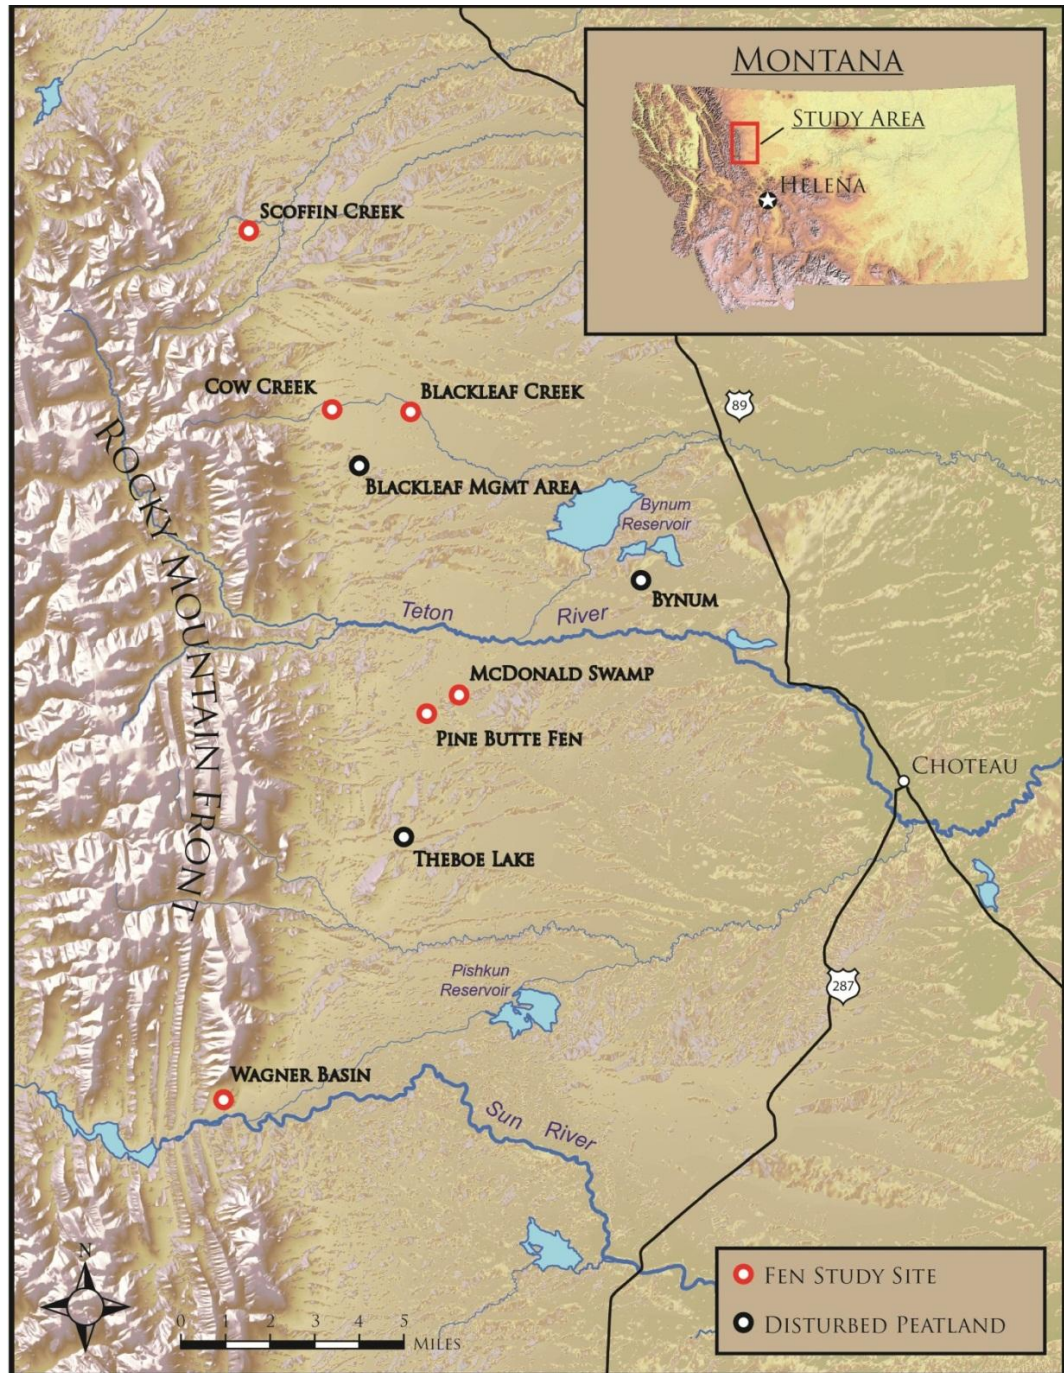 MONTANA
STUDY AREA
HELENA
SCOFFIN CREEK
COW CREEK
BLACKLEAF CREEK
89
BLACKLEAF MGMT AREA
Bynum
Reservoir
ROCKY MOUNTAIN FRONT
BYNUM
Teton River
MCDONALD SWAMP
PINE BUTTE FEN
CHOTEAU
THEBOE LAKE
Pishkun
Reservoir
287
WAGNER BASIN
Sun River
N
0 1 2 3 4 5
MILES
FEN STUDY SITE
DISTURBED PEATLAND